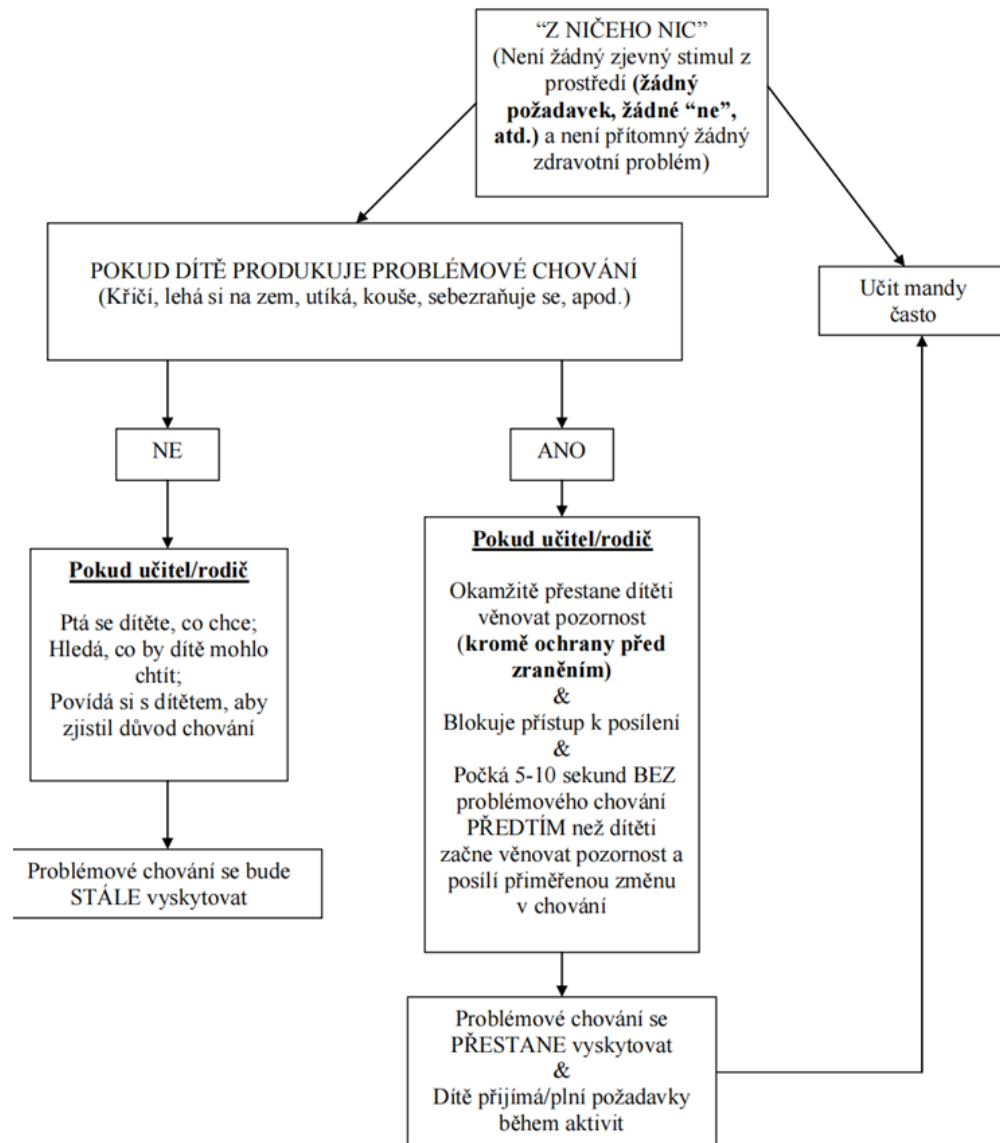 “Z NIČEHO NIC”
(Není žádný zjevný stimul z
prostředí (žádný
požadavek, žádné “ne”,
atd.) a není přítomný žádný
zdravotní problém)
POKUD DÍTĚ PRODUKUJE PROBLÉMOVÉ CHOVÁNÍ
(Křičí, lehá si na zem, utíká, kouše, sebezraňuje se, apod.)
Učit mandy
často
NE
ANO
Pokud učitel/rodič
Ptá se dítěte, co chce;
Hledá, co by dítě mohlo
chtít;
Povídá si s dítětem, aby
zjistil důvod chování
Problémové chování se bude
STÁLE vyskytovat
Pokud učitel/rodič
Okamžitě přestane dítěti
věnovat pozornost
(kromě ochrany před
zraněním)
&
Blokuje přístup k posílení
&
Počká 5-10 sekund BEZ
problémového chování
PŘEDTÍM než dítěti
začne věnovat pozornost a
posílí přiměřenou změnu
v chování
Problémové chování se
PŘESTANE vyskytovat
&
Dítě přijímá/plní požadavky
během aktivit